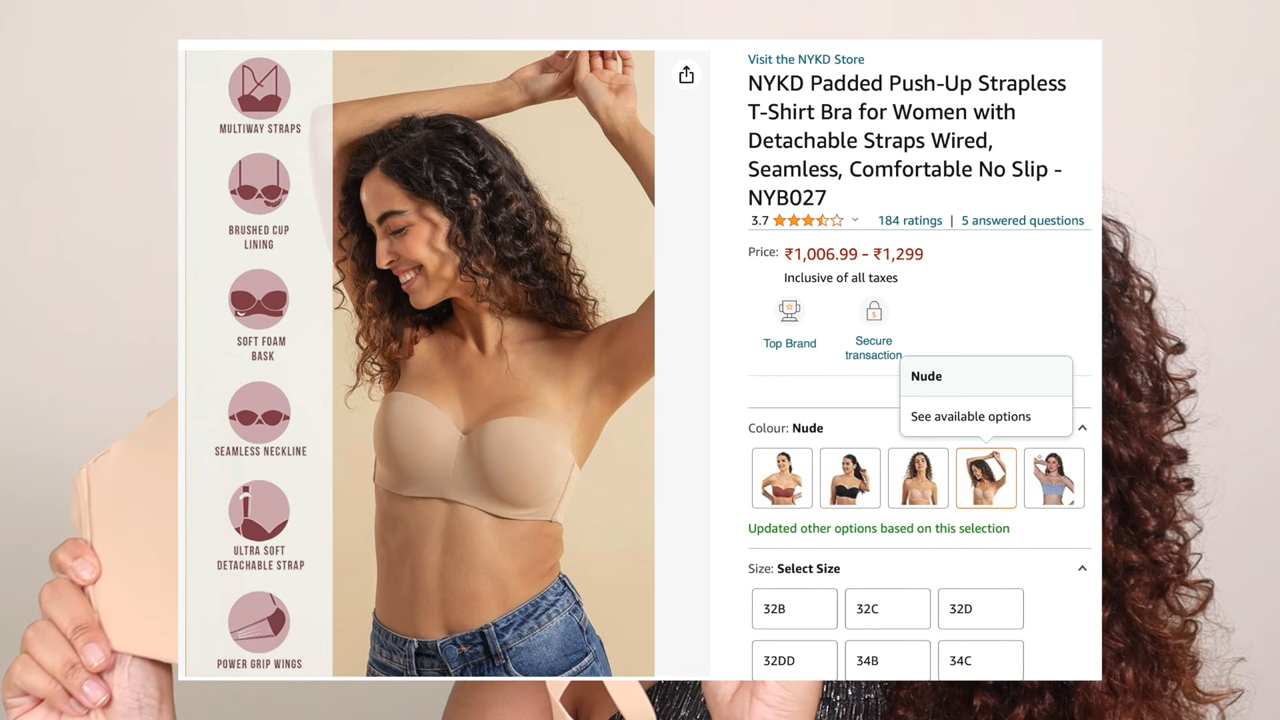 MULTIWAY STRAPS
BRUSHED CUP
LINING
SOFT FOAM
BASK
SEAMLESS NECKLINE
ULTRA SOFT
DETACHABLE STRAP
POWER GRIP WINGS
Visit the NYKD Store
NYKD Padded Push-Up Strapless
T-Shirt Bra for Women with
Detachable Straps Wired,
Seamless, Comfortable No Slip -
NYB027
3.7 184 ratings | 5 answered questions
Price: ₹1,006.99 - ₹1,299
Inclusive of all taxes
Top Brand
Secure
transaction
Nude
See available options
Colour: Nude
Updated other options based on this selection
Size: Select Size
32B 32C 32D
32DD 34B 34C